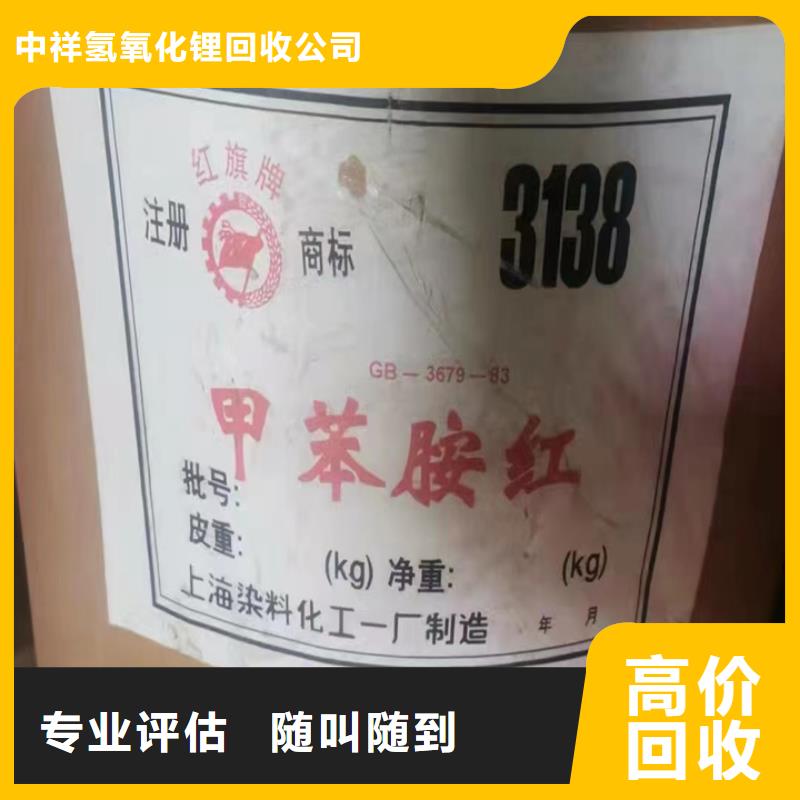 中祥氢氧化锂回收公司
红旗牌
注册 商标
3138
GB-3679-83
甲苯胺红
批号:
皮重: (kg) 净重: (kg)
上海染料化工一厂制造 年 月
专业评估 随叫随到
高价
回收